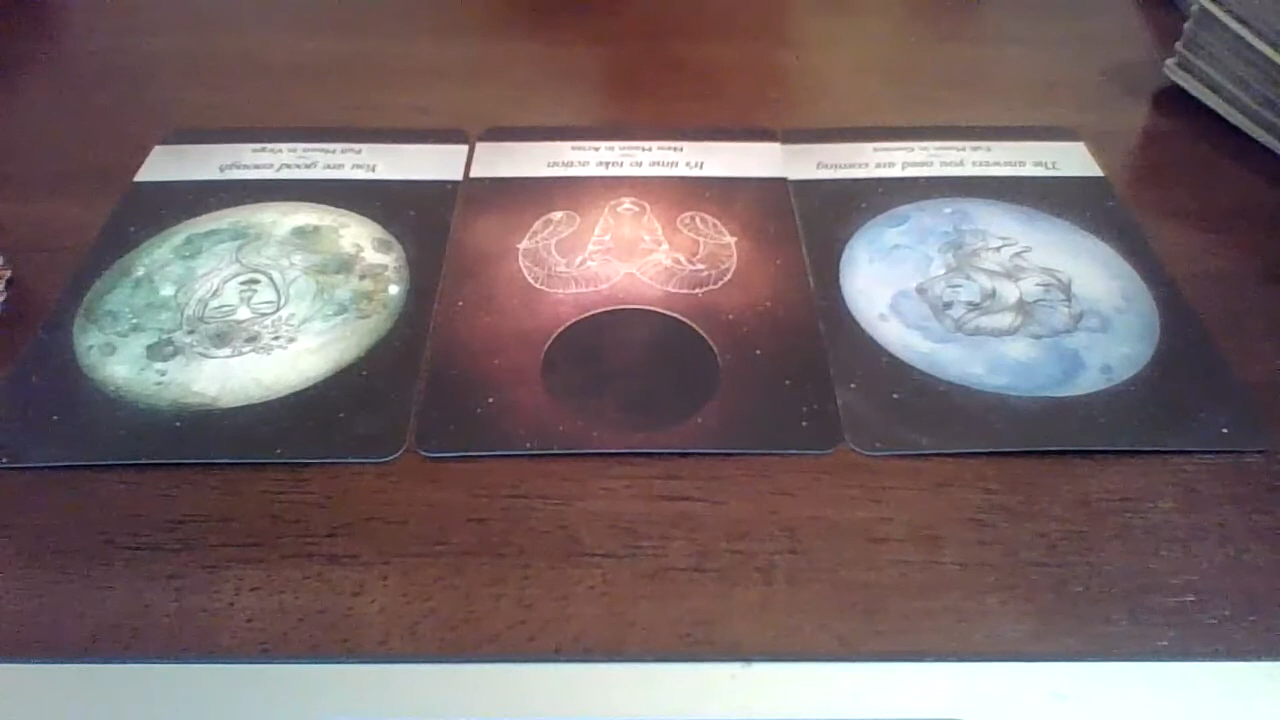 You are good enough
Full Moon in Virgo
It's time to take action
New Moon in Aries
The answers you need are coming
Full Moon in Gemini